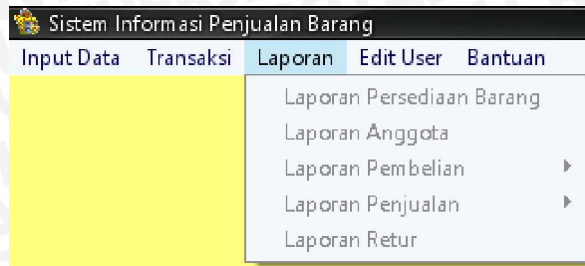 Sistem Informasi Penjualan Barang
Input Data Transaksi Laporan Edit User Bantuan
Laporan Persediaan Barang
Laporan Anggota
Laporan Pembelian
Laporan Penjualan
Laporan Retur